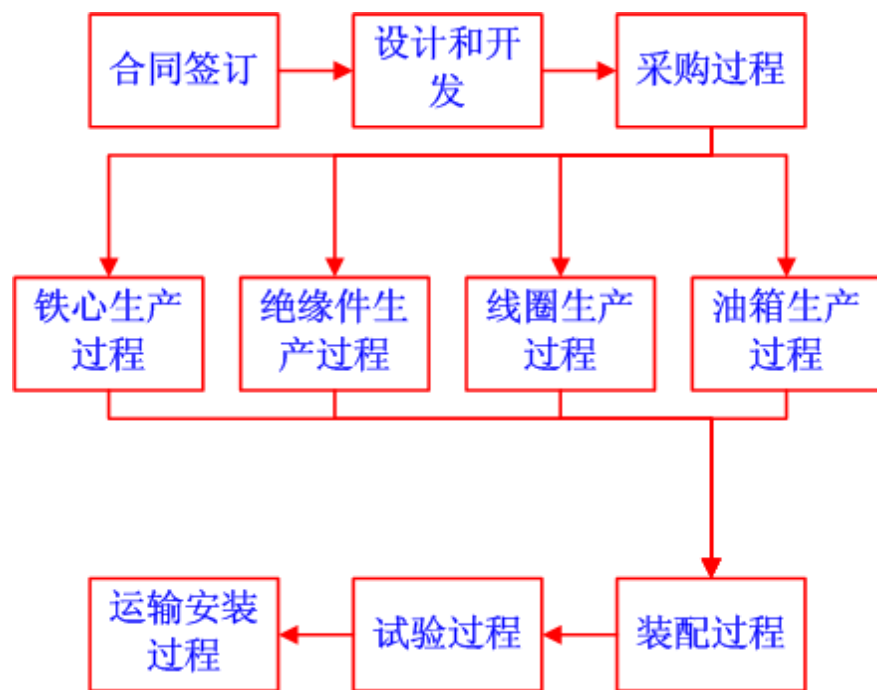 合同签订
设计和开
发
采购过程
铁心生产
过程
绝缘件生
产过程
线圈生产
过程
油箱生产
过程
运输安装
过程
试验过程
装配过程